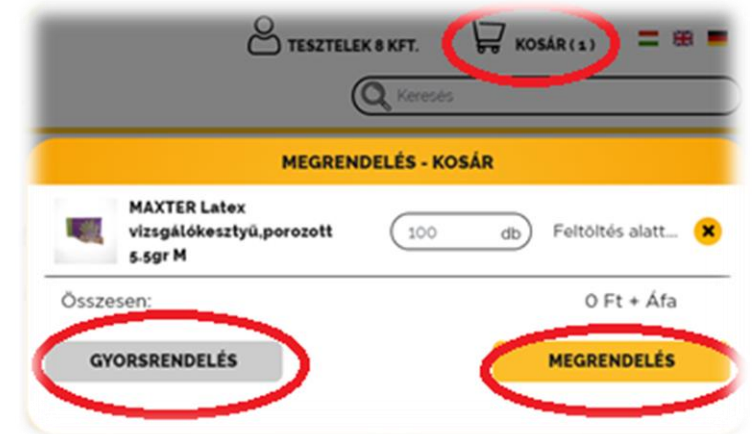 TESZTELEK 8 KFT. KOSÁR ( 1 )
Keresés
MEGRENDELÉS - KOSÁR
MAXTER Latex
vizsgálókesztyű,porozott
5.5gr M
100 db Feltöltés alatt...
Összesen: 0 Ft + Áfa
GYORSRENDELÉS MEGRENDELÉS